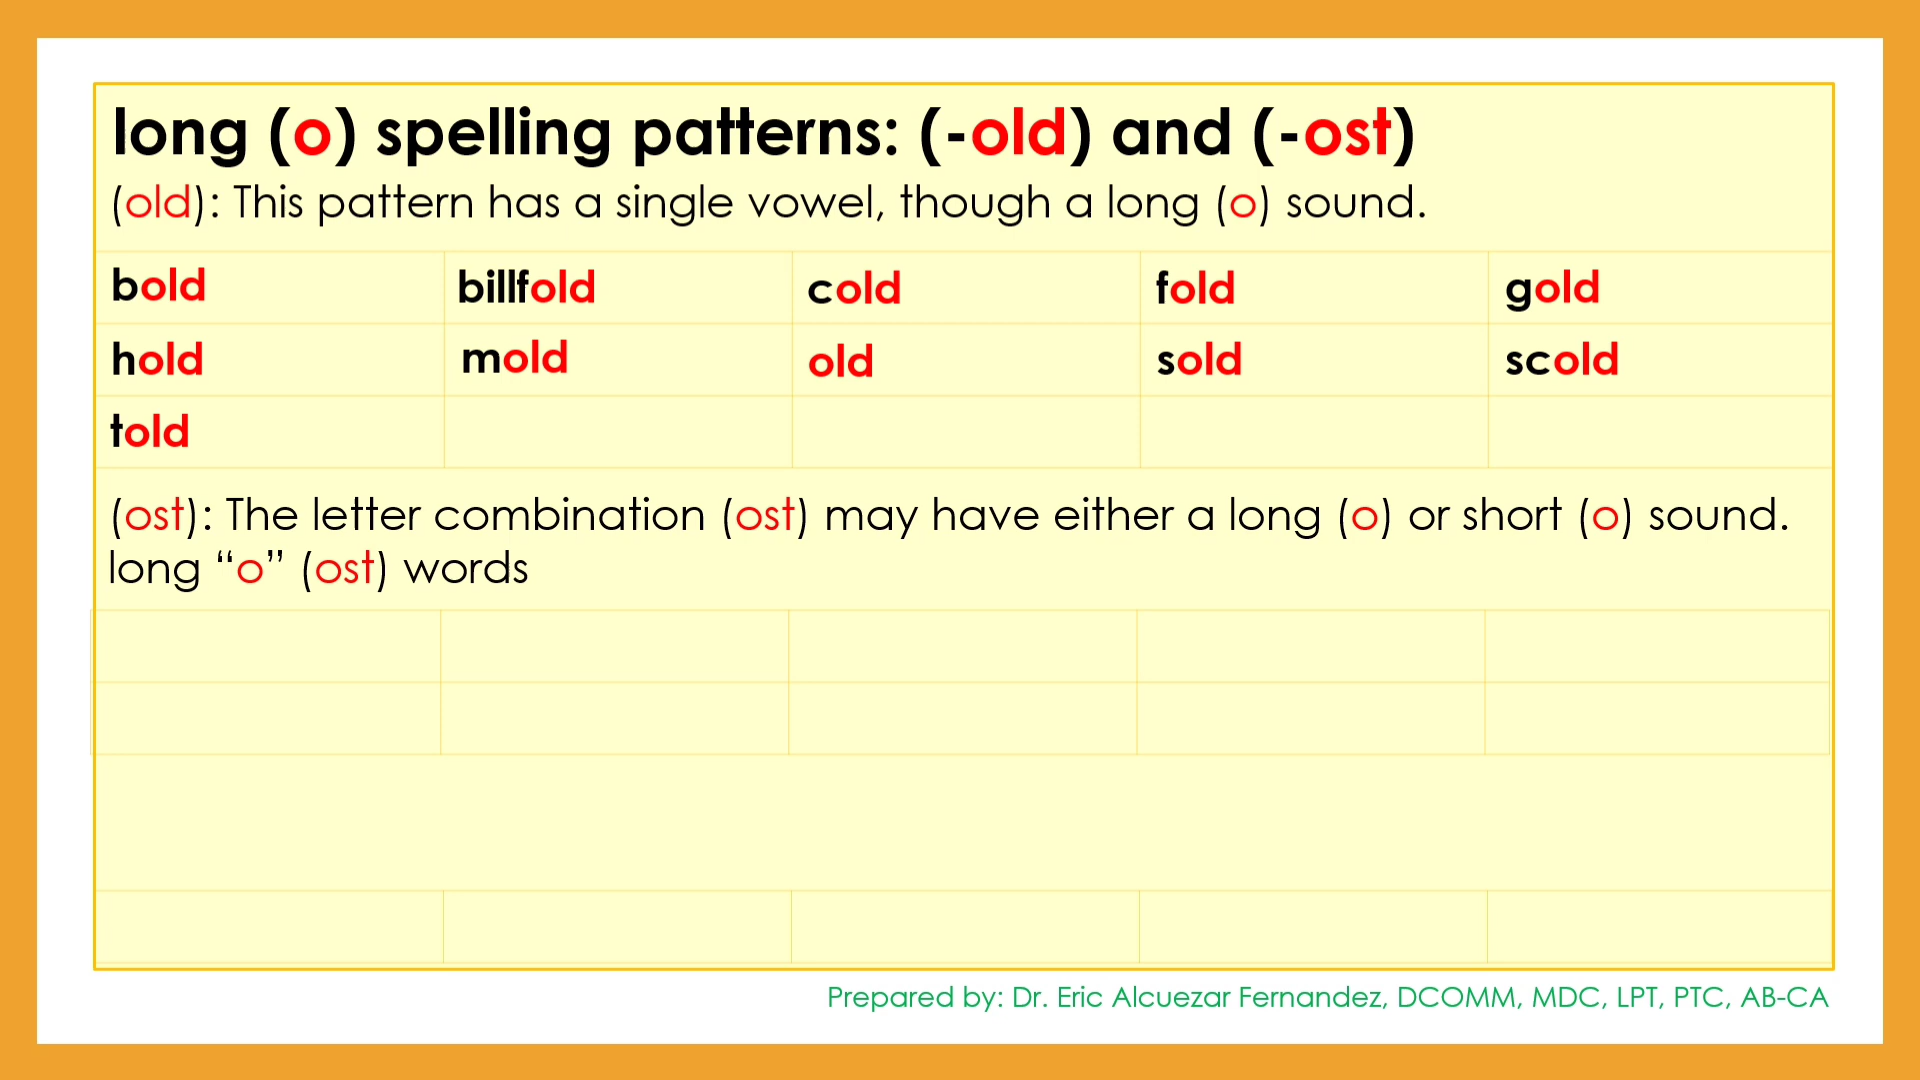 long (o) spelling patterns: (-old) and (-ost)
(old): This pattern has a single vowel, though a long (o) sound.
bold billfold cold fold gold
hold mold old sold scold
told
(ost): The letter combination (ost) may have either a long (o) or short (o) sound.
long “o” (ost) words
Prepared by: Dr. Eric Alcuezar Fernandez, DCOMM, MDC, LPT, PTC, AB-CA